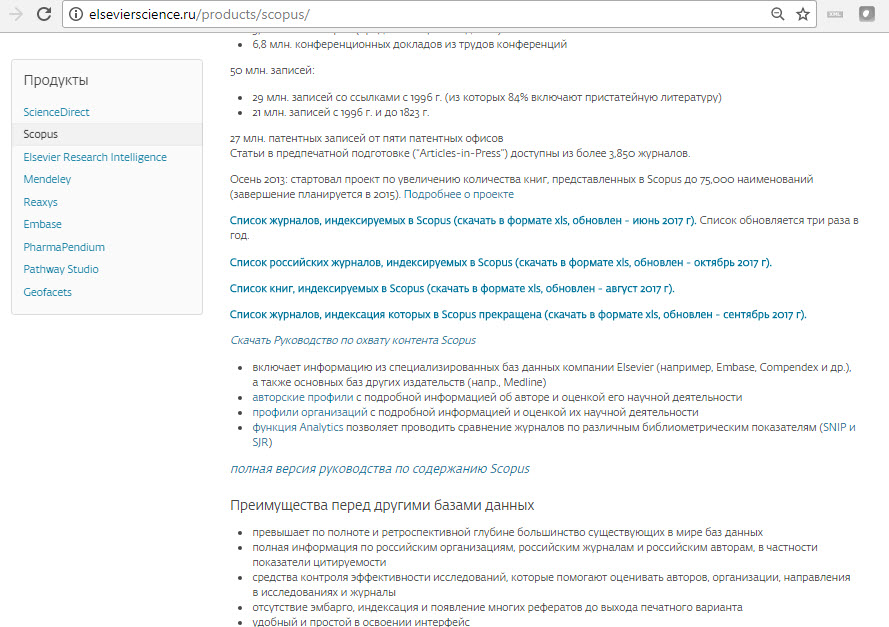 elsevierscience.ru/products/scopus/
Продукты
ScienceDirect
Scopus
Elsevier Research Intelligence
Mendeley
Reaxys
Embase
PharmaPendium
Pathway Studio
Geofacets
6,8 млн. конференционных докладов из трудов конференций
50 млн. записей:
29 млн. записей со ссылками с 1996 г. (из которых 84% включают пристатейную литературу)
21 млн. записей с 1996 г. и до 1823 г.
27 млн. патентных записей от пяти патентных офисов
Статьи в предпечатной подготовке ("Articles-in-Press") доступны из более 3,850 журналов.
Осень 2013: стартовал проект по увеличению количества книг, представленных в Scopus до 75,000 наименований
(завершение планируется в 2015). Подробнее о проекте
Список журналов, индексируемых в Scopus (скачать в формате xls, обновлен - июнь 2017 г). Список обновляется три раза в
год.
Список российских журналов, индексируемых в Scopus (скачать в формате xls, обновлен - октябрь 2017 г).
Список книг, индексируемых в Scopus (скачать в формате xls, обновлен - август 2017 г).
Список журналов, индексация которых в Scopus прекращена (скачать в формате xls, обновлен - сентябрь 2017 г).
Скачать Руководство по охвату контента Scopus
включает информацию из специализированных баз данных компании Elsevier (например, Embase, Compendex и др.),
а также основных баз других издательств (напр., Medline)
авторские профили с подробной информацией об авторе и оценкой его научной деятельности
профили организаций с подробной информацией и оценкой их научной деятельности
функция Analytics позволяет проводить сравнение журналов по различным библиометрическим показателям (SNIP и
SJR)
полная версия руководства по содержанию Scopus
Преимущества перед другими базами данных
превышает по полноте и ретроспективной глубине большинство существующих в мире баз данных
полная информация по российским организациям, российским журналам и российским авторам, в частности
показатели цитируемости
средства контроля эффективности исследований, которые помогают оценивать авторов, организации, направления
в исследованиях и журналы
отсутствие эмбарго, индексация и появление многих рефератов до выхода печатного варианта
удобный и простой в освоении интерфейс